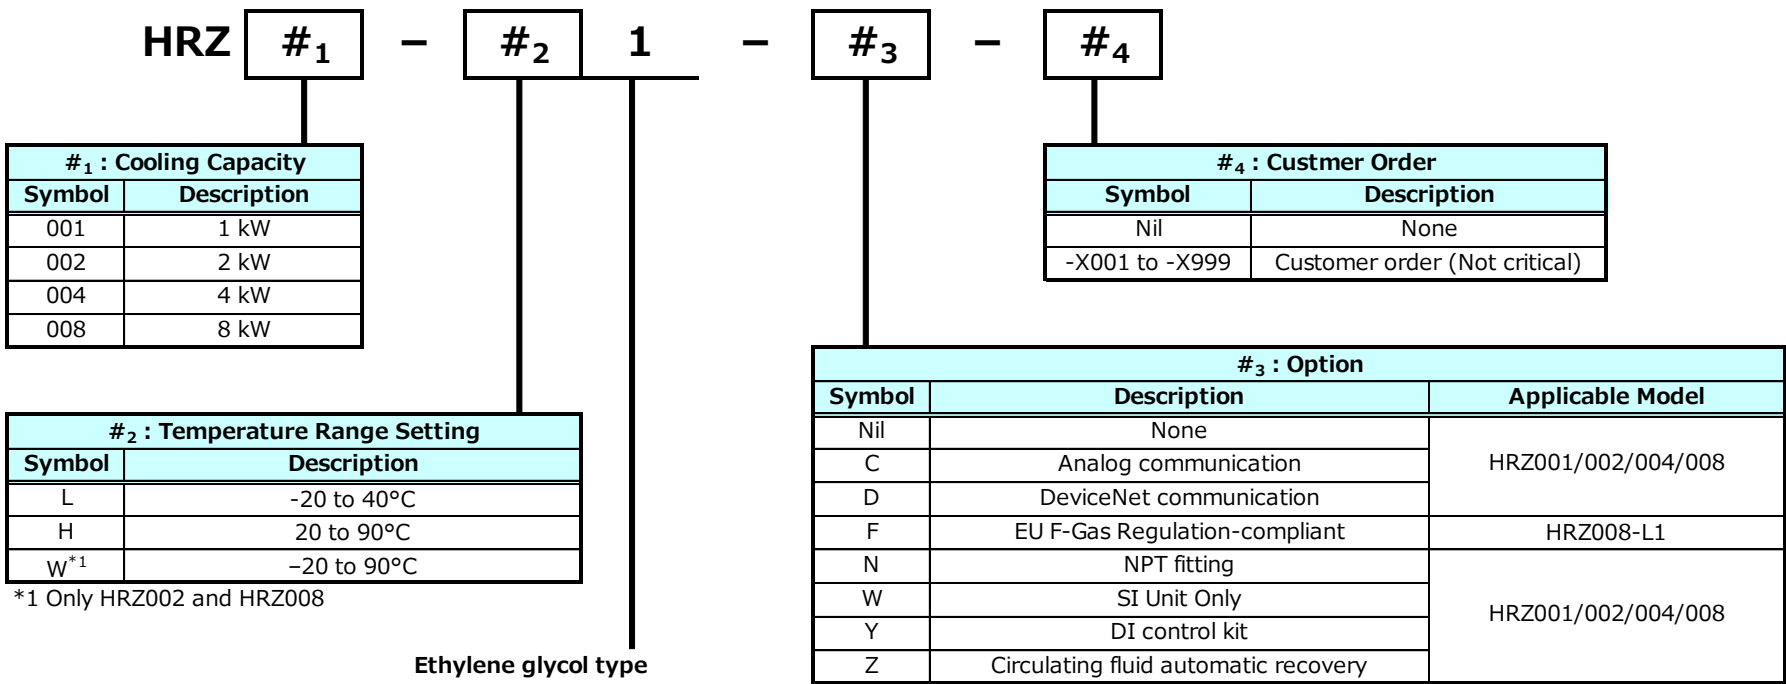 HRZ #1 – #2 1 – #3 – #4
#1 : Cooling Capacity
Symbol Description
001 1 kW
002 2 kW
004 4 kW
008 8 kW
#4 : Custmer Order
Symbol Description
Nil None
-X001 to -X999 Customer order (Not critical)
#2 : Temperature Range Setting
Symbol Description
L -20 to 40°C
H 20 to 90°C
W*1 –20 to 90°C
*1 Only HRZ002 and HRZ008
Ethylene glycol type
#3 : Option
Symbol Description Applicable Model
Nil None
C Analog communication HRZ001/002/004/008
D DeviceNet communication
F EU F-Gas Regulation-compliant HRZ008-L1
N NPT fitting
W SI Unit Only
HRZ001/002/004/008
Y DI control kit
Z Circulating fluid automatic recovery